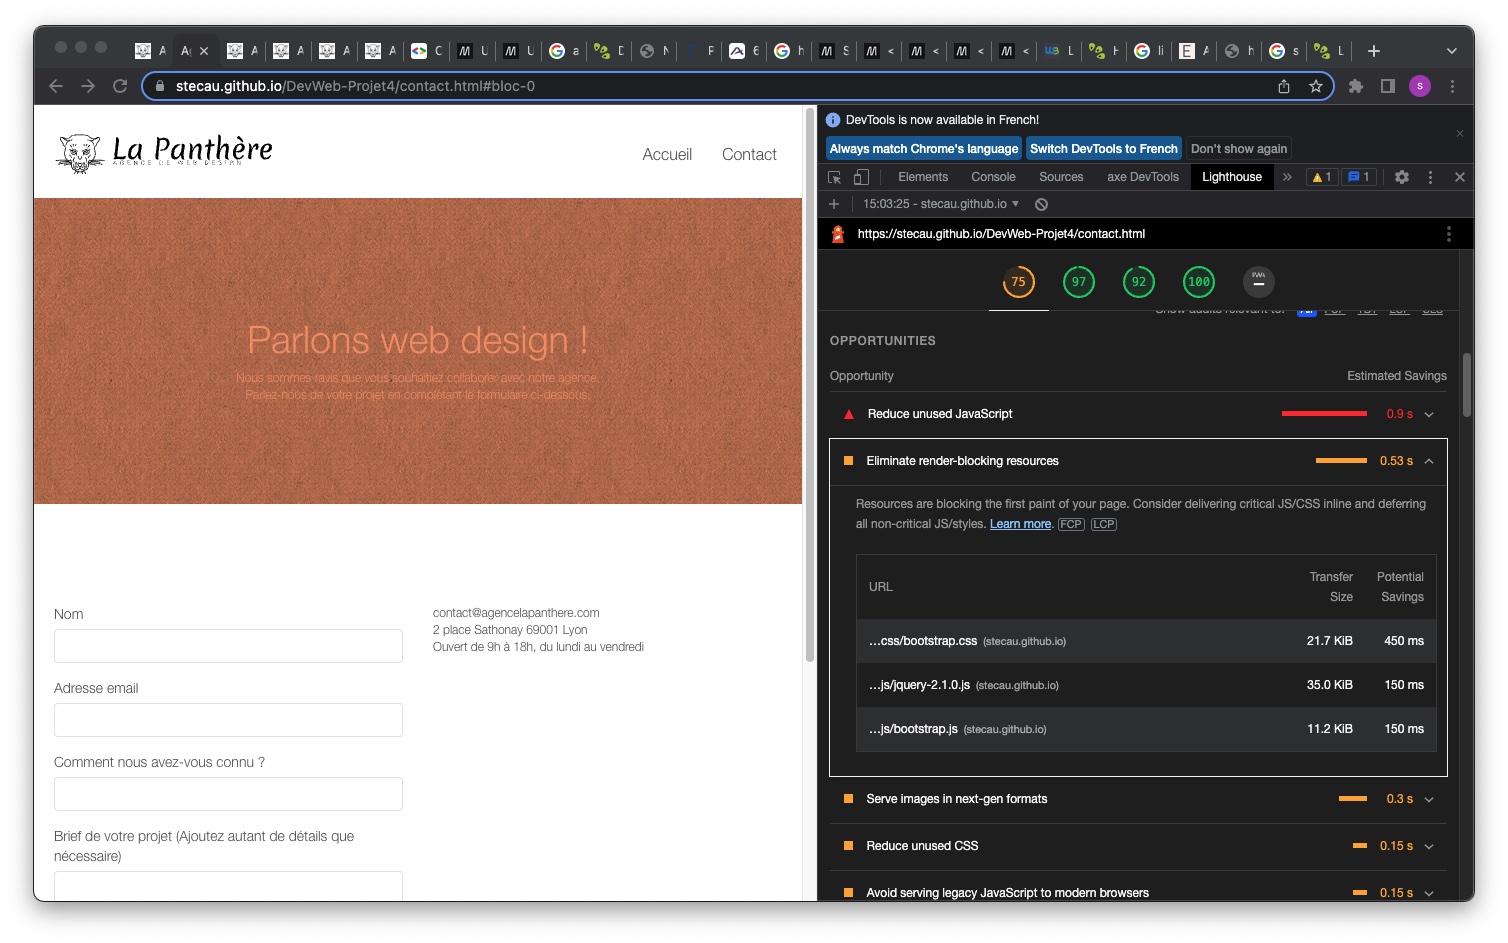 A
A
A
A
A
A
C
U
U
a
D
N
P
6
h
S
<
<
<
<
L
H
li
A
h
s
L
stecau.github.io/DevWeb-Projet4/contact.html#bloc-0
s
La Panthère
AGENCE DE WEB DESIGN
Accueil
Contact
Parlons web design !
Nous sommes ravis que vous souhaitiez collaborer avec notre agence.
Parlez-nous de votre projet en complétant le formulaire ci-dessous.
Nom
contact@agencelapanthere.com
2 place Sathonay 69001 Lyon
Ouvert de 9h à 18h, du lundi au vendredi
Adresse email
Comment nous avez-vous connu ?
Brief de votre projet (Ajoutez autant de détails que
nécessaire)
DevTools is now available in French!
Always match Chrome's language
Switch DevTools to French
Don't show again
Elements
Console
Sources
axe DevTools
Lighthouse
1
1
15:03:25 - stecau.github.io
https://stecau.github.io/DevWeb-Projet4/contact.html
75
97
92
100
PWA
Show audits relevant to: All FCP TBT LCP CLS
OPPORTUNITIES
Opportunity
Estimated Savings
Reduce unused JavaScript
0.9 s
Eliminate render-blocking resources
0.53 s
Resources are blocking the first paint of your page. Consider delivering critical JS/CSS inline and deferring
all non-critical JS/styles. Learn more. FCP LCP
URL
Transfer
Size
Potential
Savings
…css/bootstrap.css (stecau.github.io)
21.7 KiB
450 ms
…js/jquery-2.1.0.js (stecau.github.io)
35.0 KiB
150 ms
…js/bootstrap.js (stecau.github.io)
11.2 KiB
150 ms
Serve images in next-gen formats
0.3 s
Reduce unused CSS
0.15 s
Avoid serving legacy JavaScript to modern browsers
0.15 s